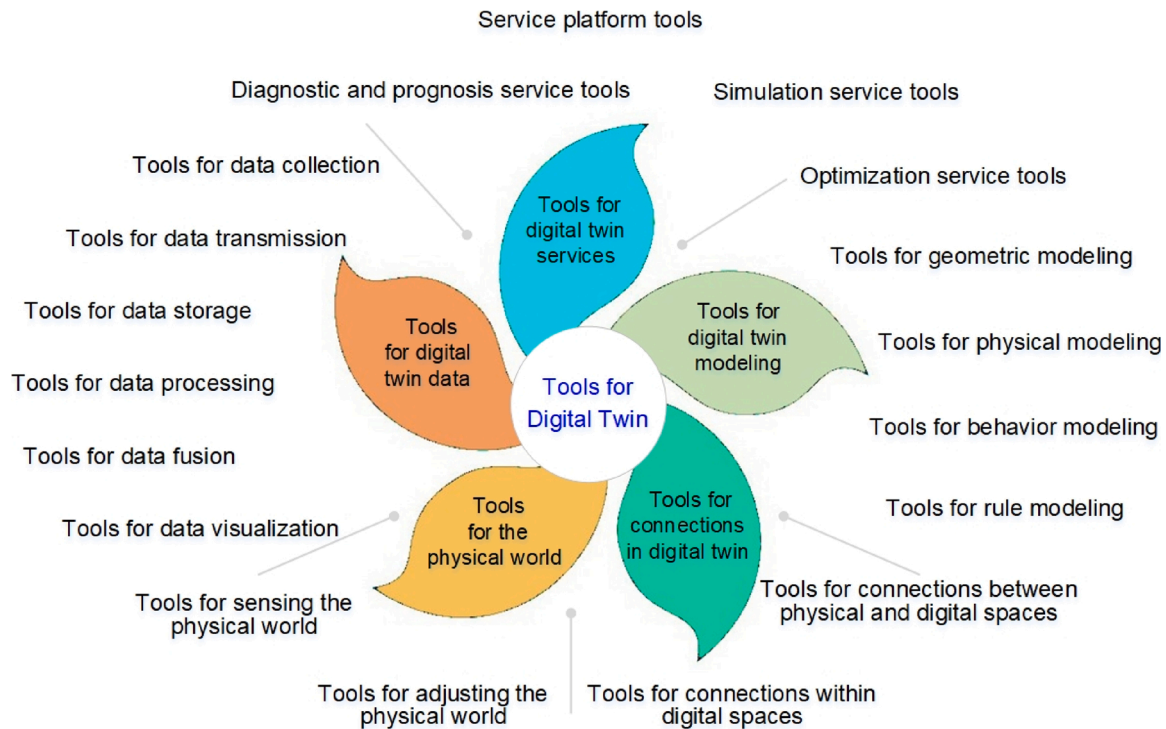 Service platform tools
Diagnostic and prognosis service tools
Simulation service tools
Tools for data collection
Optimization service tools
Tools for
digital twin
services
Tools for data transmission
Tools for geometric modeling
Tools for data storage
Tools
for digital
twin data
Tools for
digital twin
modeling
Tools for physical modeling
Tools for data processing
Tools for
Digital Twin
Tools for behavior modeling
Tools for data fusion
Tools for rule modeling
Tools for data visualization
Tools
for the
physical world
Tools for
connections
in digital twin
Tools for sensing the
physical world
Tools for connections between
physical and digital spaces
Tools for adjusting the
physical world
Tools for connections within
digital spaces